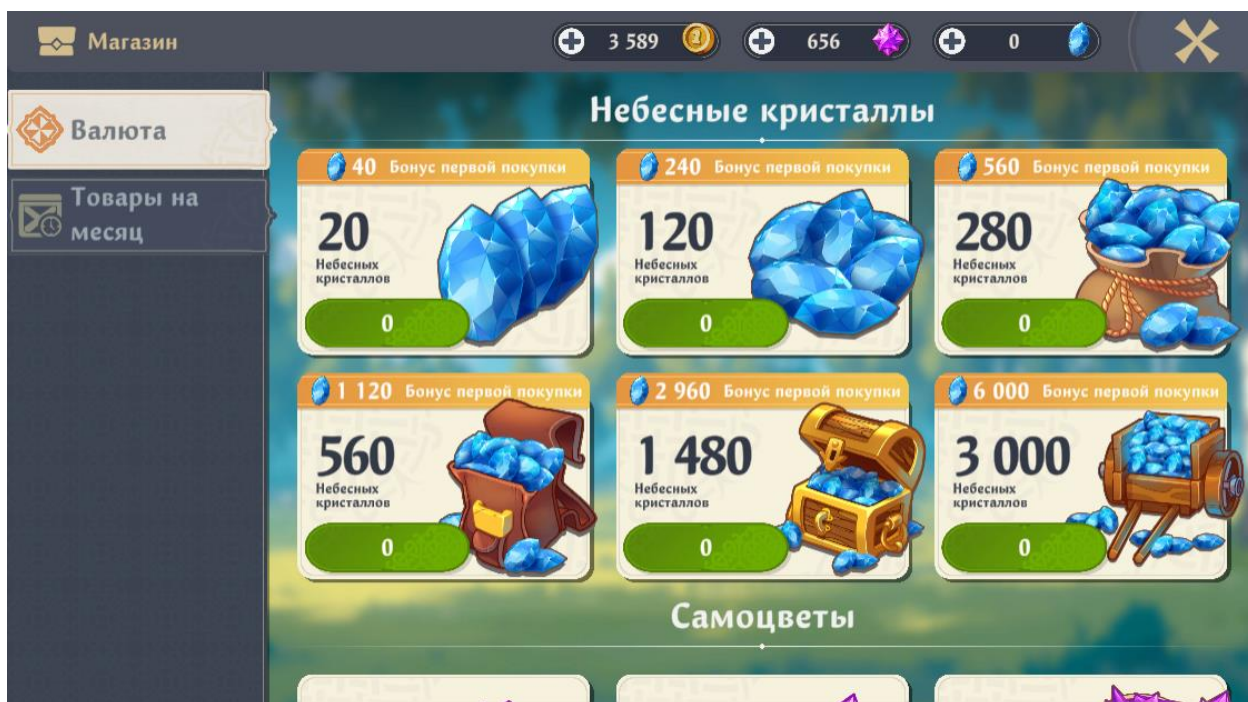 Магазин
3 589
656
0
Валюта
Товары на
месяц
Небесные кристаллы
40 Бонус первой покупки
20
Небесных
кристаллов
0
240 Бонус первой покупки
120
Небесных
кристаллов
0
560 Бонус первой покупки
280
Небесных
кристаллов
0
1 120 Бонус первой покупки
560
Небесных
кристаллов
0
2 960 Бонус первой покупки
1 480
Небесных
кристаллов
0
6 000 Бонус первой покупки
3 000
Небесных
кристаллов
0
Самоцветы